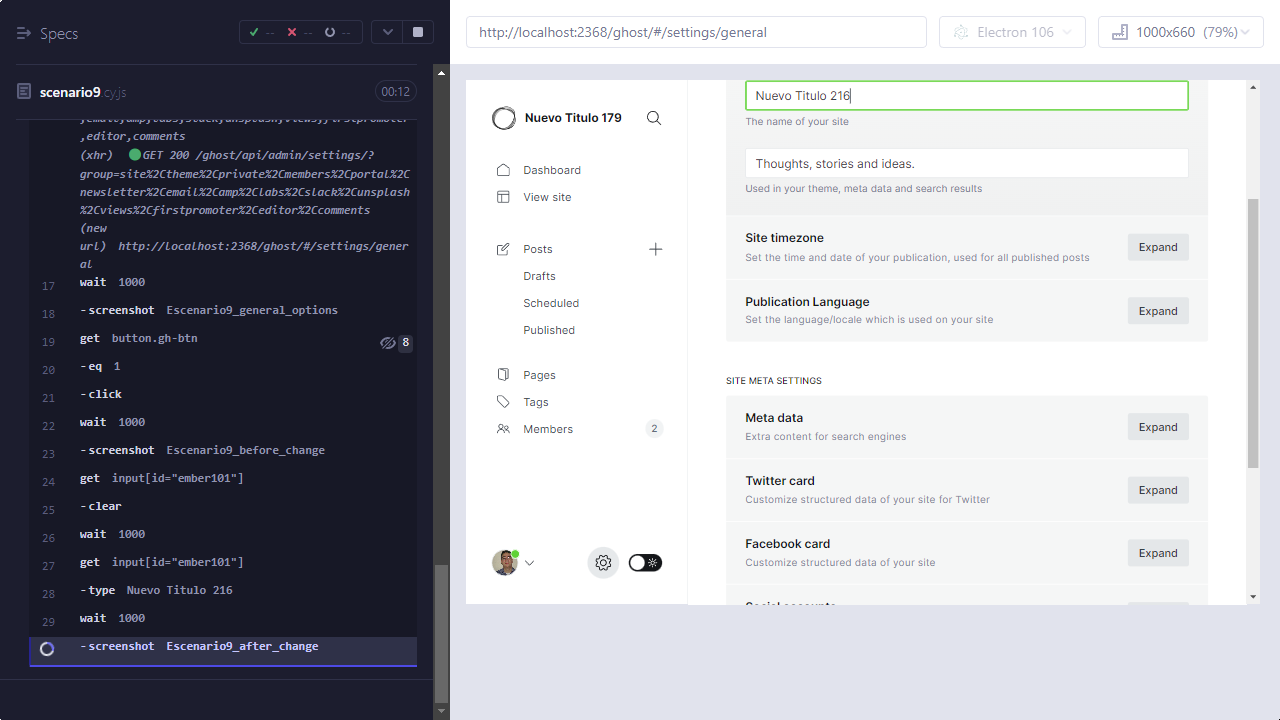 Specs
-- -- --
scenario9.cy.js
00:12
,editor,comments
(xhr) GET 200 /ghost/api/admin/settings/?
group=site%2Ctheme%2Cprivate%2Cmembers%2Cportal%2C
newsletter%2Cemail%2Camp%2Clabs%2Cslack%2Cunsplash
%2Cviews%2Cfirstpromoter%2Ceditor%2Ccomments
(new
url) http://localhost:2368/ghost/#/settings/gener
al
17 wait 1000
18 -screenshot Escenario9_general_options
19 get button.gh-btn 8
20 -eq 1
21 -click
22 wait 1000
23 -screenshot Escenario9_before_change
24 get input[id="ember101"]
25 -clear
26 wait 1000
27 get input[id="ember101"]
28 -type Nuevo Titulo 216
29 wait 1000
-screenshot Escenario9_after_change
http://localhost:2368/ghost/#/settings/general
Electron 106
1000x660 (79%)
Nuevo Titulo 179
Dashboard
View site
Posts
Drafts
Scheduled
Published
Pages
Tags
Members 2
Nuevo Titulo 216
The name of your site
Thoughts, stories and ideas.
Used in your theme, meta data and search results
Site timezone
Set the time and date of your publication, used for all published posts
Expand
Publication Language
Set the language/locale which is used on your site
Expand
SITE META SETTINGS
Meta data
Extra content for search engines
Expand
Twitter card
Customize structured data of your site for Twitter
Expand
Facebook card
Customize structured data of your site
Expand
Social accounts